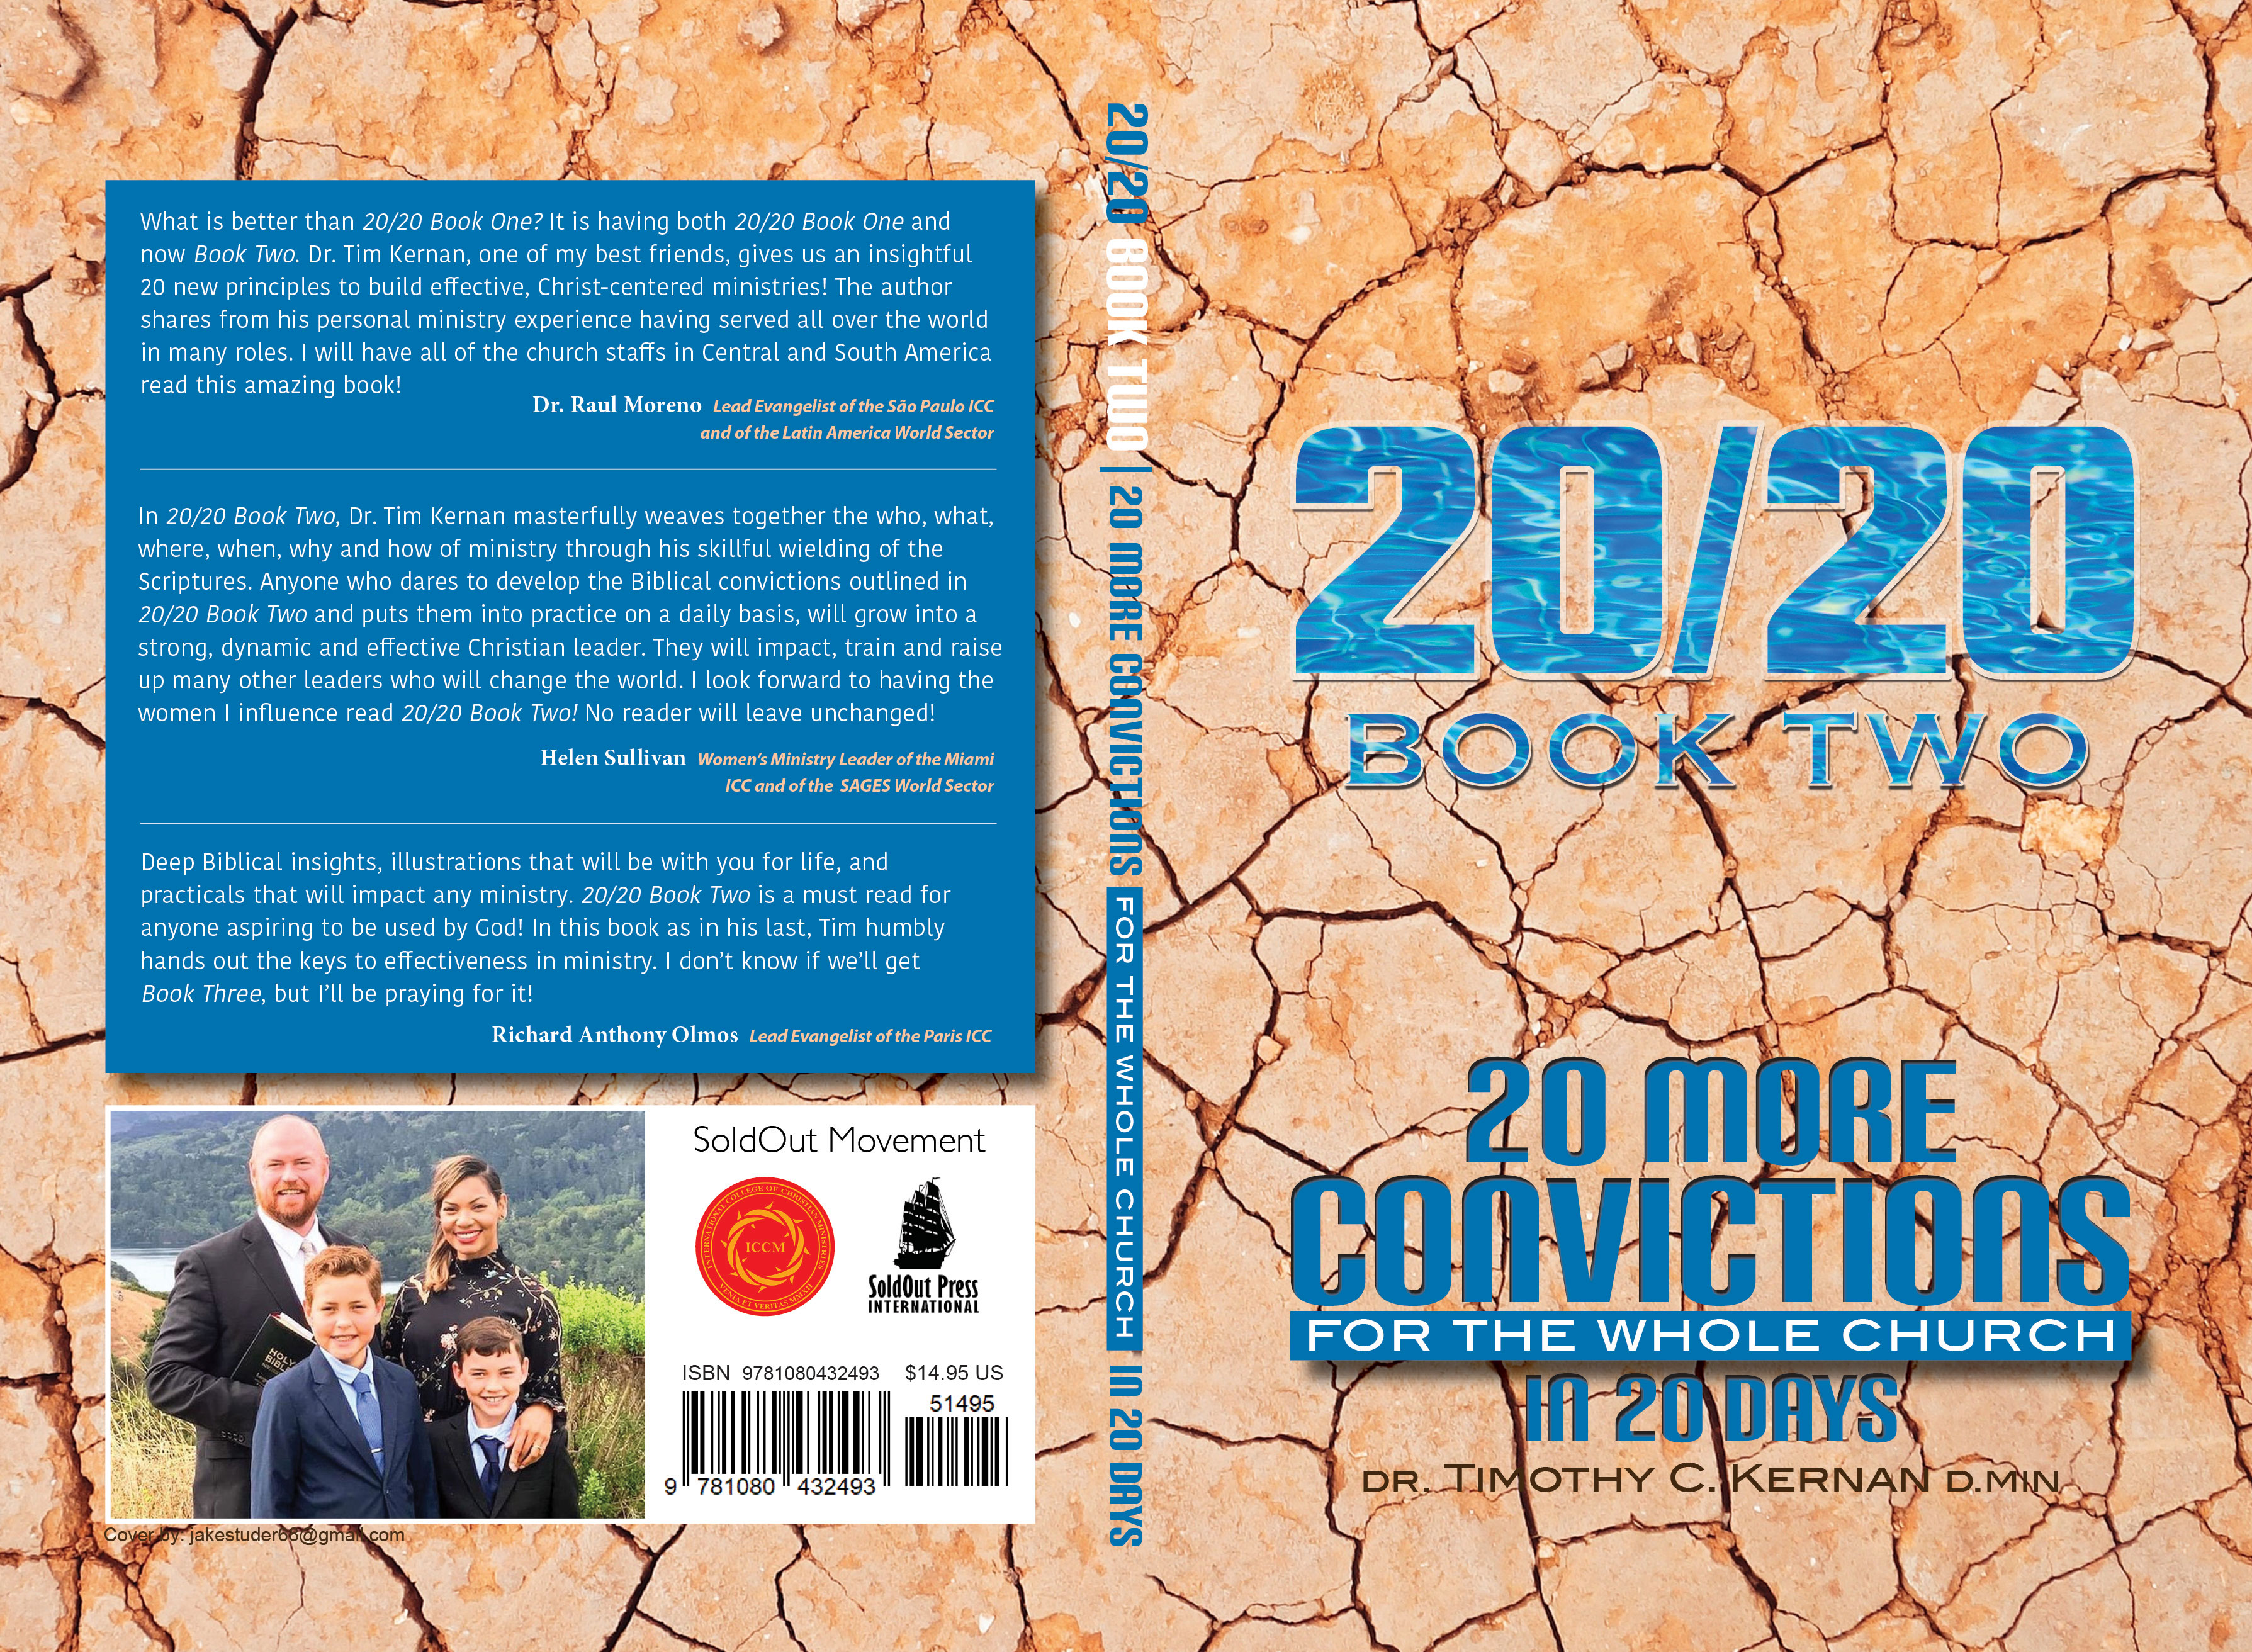 What is better than 20/20 Book One? It is having both 20/20 Book One and
now Book Two. Dr. Tim Kernan, one of my best friends, gives us an insightful
20 new principles to build effective, Christ-centered ministries! The author
shares from his personal ministry experience having served all over the world
in many roles. I will have all of the church staffs in Central and South America
read this amazing book!
Dr. Raul Moreno Lead Evangelist of the São Paulo ICC
and of the Latin America World Sector
In 20/20 Book Two, Dr. Tim Kernan masterfully weaves together the who, what,
where, when, why and how of ministry through his skillful wielding of the
Scriptures. Anyone who dares to develop the Biblical convictions outlined in
20/20 Book Two and puts them into practice on a daily basis, will grow into a
strong, dynamic and effective Christian leader. They will impact, train and raise
up many other leaders who will change the world. I look forward to having the
women I influence read 20/20 Book Two! No reader will leave unchanged!
Helen Sullivan Women's Ministry Leader of the Miami
ICC and of the SAGES World Sector
Deep Biblical insights, illustrations that will be with you for life, and
practicals that will impact any ministry. 20/20 Book Two is a must read for
anyone aspiring to be used by God! In this book as in his last, Tim humbly
hands out the keys to effectiveness in ministry. I don't know if we'll get
Book Three, but I'll be praying for it!
Richard Anthony Olmos Lead Evangelist of the Paris ICC
HOLY
BIBLE
SoldOut Movement
INTERNATIONAL COLLEGE OF CHRISTIAN MINISTRIES
ICCM
VENIA ET VERITAS MMXIII
SoldOut Press
INTERNATIONAL
ISBN 9781080432493 $14.95 US
51495
9 781080 432493
Cover by: jakestuder68@gmail.com
20/20 BOOK TWO | 20 MORE CONVICTIONS FOR THE WHOLE CHURCH IN 20 DAYS
20/20
BOOK TWO
20 MORE
CONVICTIONS
FOR THE WHOLE CHURCH
IN 20 DAYS
DR. TIMOTHY C. KERNAN D.MIN